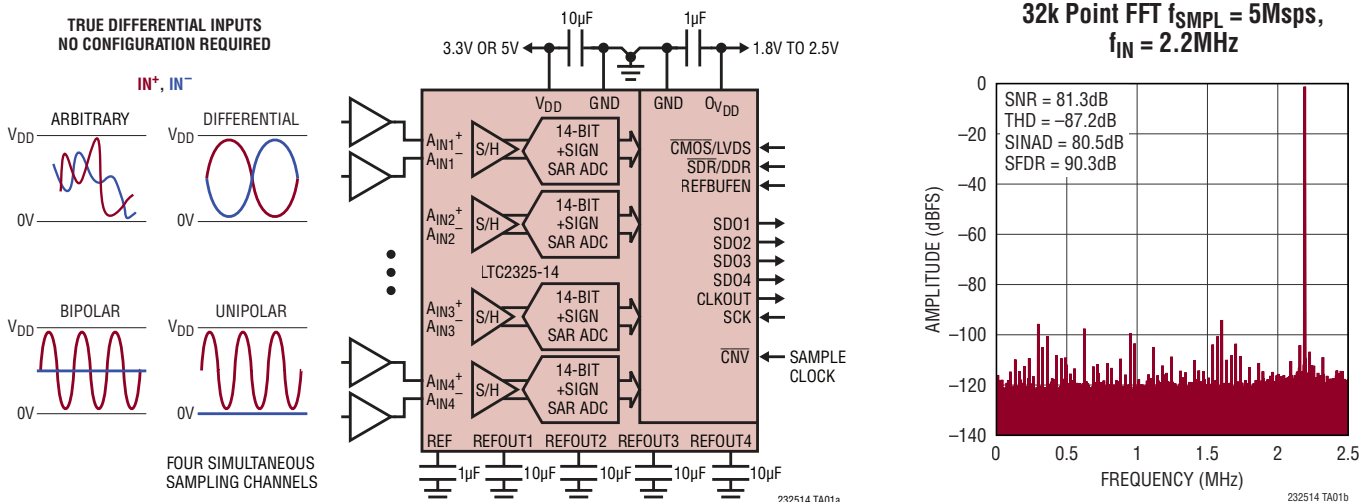 TRUE DIFFERENTIAL INPUTS
NO CONFIGURATION REQUIRED
IN+, IN−
ARBITRARY
VDD
0V
DIFFERENTIAL
VDD
0V
BIPOLAR
VDD
0V
UNIPOLAR
VDD
0V
FOUR SIMULTANEOUS
SAMPLING CHANNELS
10µF
1µF
3.3V OR 5V
1.8V TO 2.5V
VDD
GND
GND
OVDD
AIN1+
AIN1−
S/H
14-BIT
+SIGN
SAR ADC
AIN2+
AIN2−
S/H
14-BIT
+SIGN
SAR ADC
LTC2325-14
AIN3+
AIN3−
S/H
14-BIT
+SIGN
SAR ADC
AIN4+
AIN4−
S/H
14-BIT
+SIGN
SAR ADC
CMOS/LVDS
SDR/DDR
REFBUFEN
SDO1
SDO2
SDO3
SDO4
CLKOUT
SCK
CNV
SAMPLE
CLOCK
REF
REFOUT1
REFOUT2
REFOUT3
REFOUT4
1µF
10µF
10µF
10µF
10µF
232514 TA01a
32k Point FFT fSMPL = 5Msps,
fIN = 2.2MHz
SNR = 81.3dB
THD = –87.2dB
SINAD = 80.5dB
SFDR = 90.3dB
AMPLITUDE (dBFS)
0
–20
–40
–60
–80
–100
–120
–140
0
0.5
1
1.5
2
2.5
FREQUENCY (MHz)
232514 TA01b